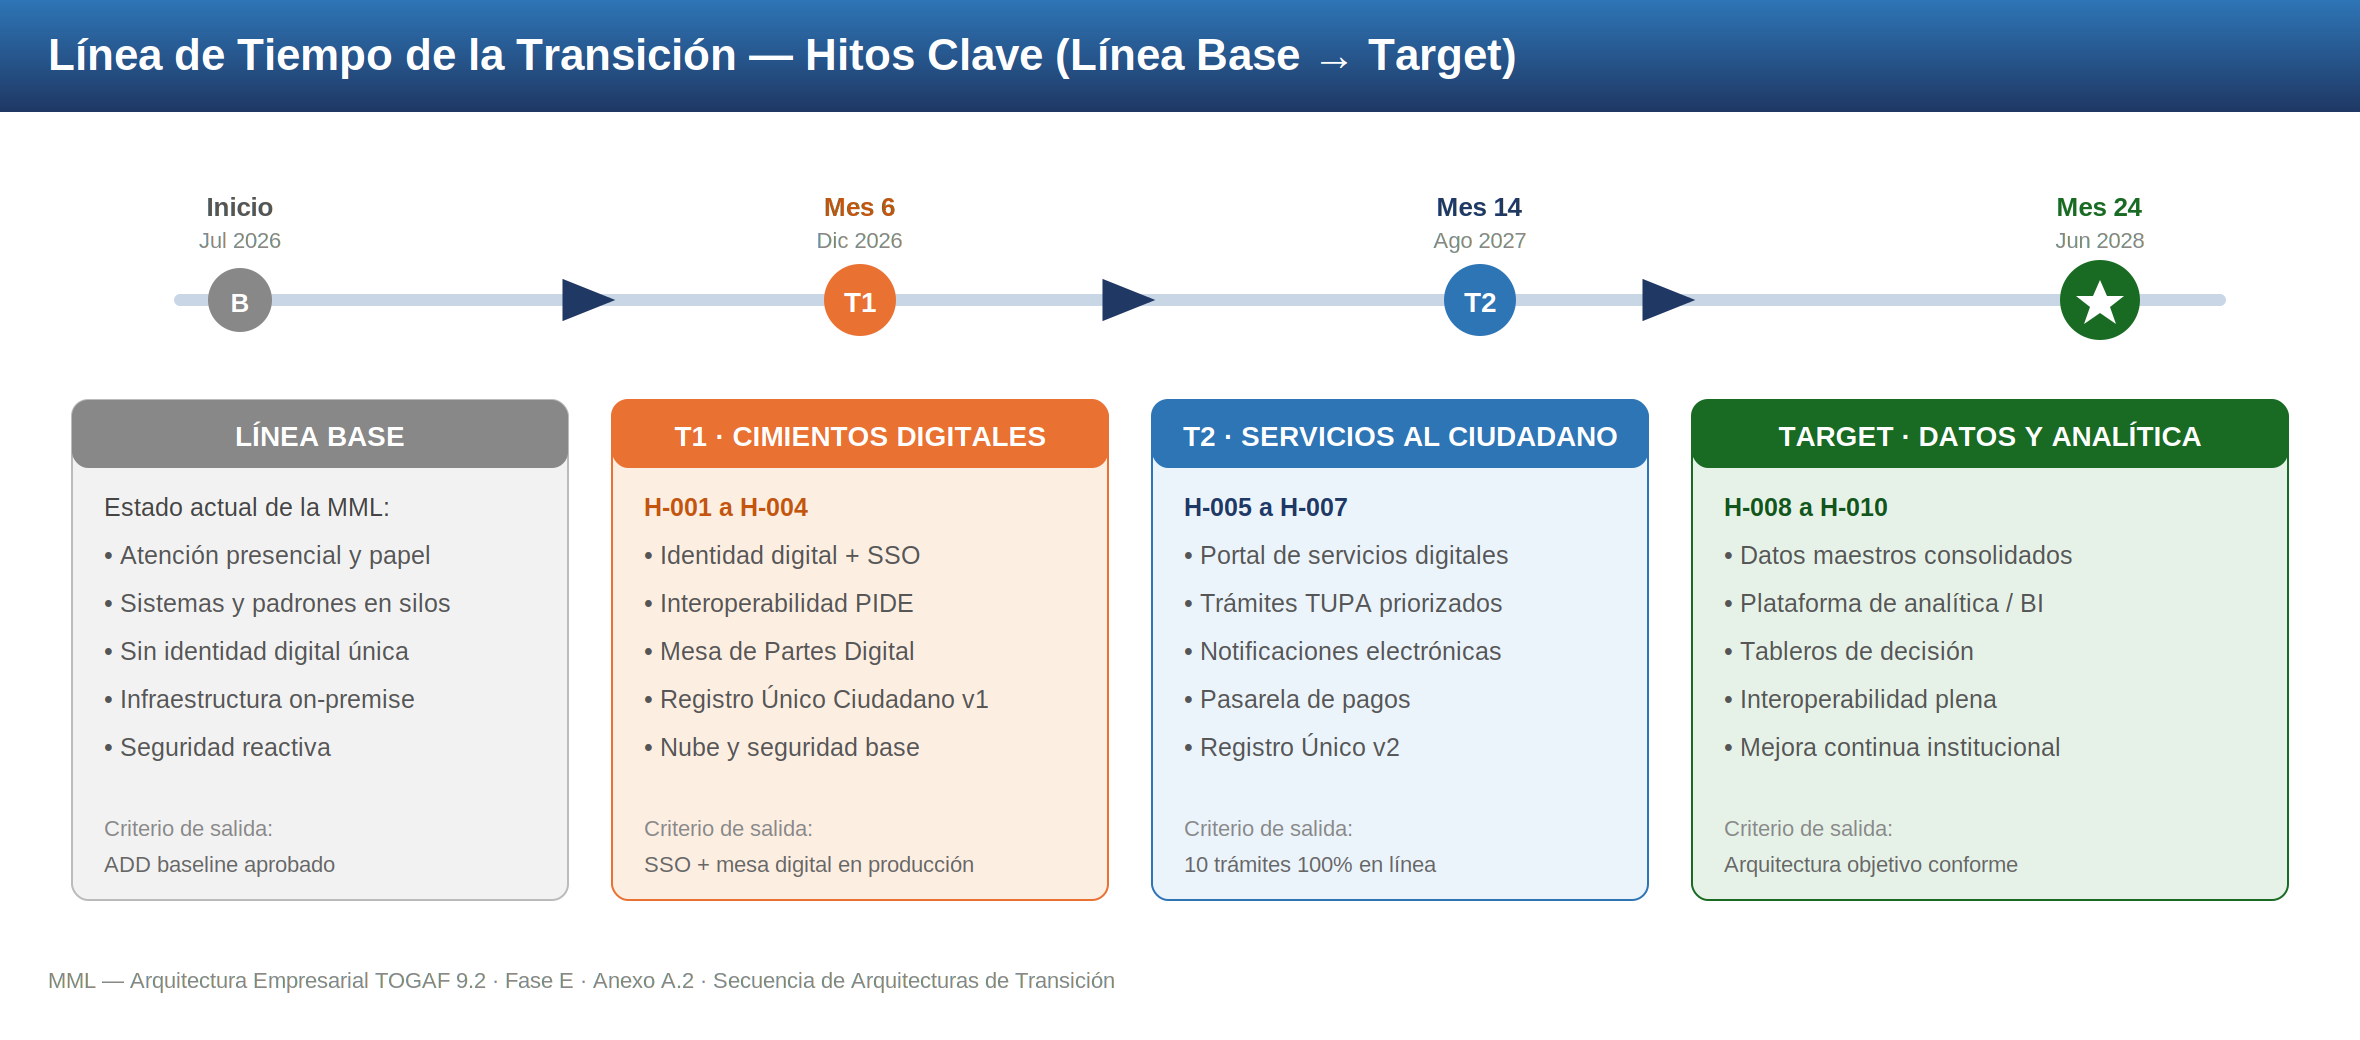 Línea de Tiempo de la Transición — Hitos Clave (Línea Base → Target)
Inicio
Jul 2026
B
Mes 6
Dic 2026
T1
Mes 14
Ago 2027
T2
Mes 24
Jun 2028
LÍNEA BASE
Estado actual de la MML:
• Atención presencial y papel
• Sistemas y padrones en silos
• Sin identidad digital única
• Infraestructura on-premise
• Seguridad reactiva
Criterio de salida:
ADD baseline aprobado
T1 · CIMIENTOS DIGITALES
H-001 a H-004
• Identidad digital + SSO
• Interoperabilidad PIDE
• Mesa de Partes Digital
• Registro Único Ciudadano v1
• Nube y seguridad base
Criterio de salida:
SSO + mesa digital en producción
T2 · SERVICIOS AL CIUDADANO
H-005 a H-007
• Portal de servicios digitales
• Trámites TUPA priorizados
• Notificaciones electrónicas
• Pasarela de pagos
• Registro Único v2
Criterio de salida:
10 trámites 100% en línea
TARGET · DATOS Y ANALÍTICA
H-008 a H-010
• Datos maestros consolidados
• Plataforma de analítica / BI
• Tableros de decisión
• Interoperabilidad plena
• Mejora continua institucional
Criterio de salida:
Arquitectura objetivo conforme
MML — Arquitectura Empresarial TOGAF 9.2 · Fase E · Anexo A.2 · Secuencia de Arquitecturas de Transición